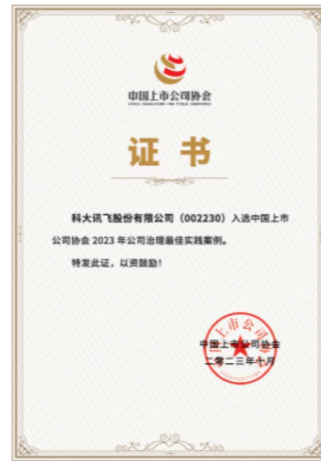 中国上市公司协会
证书
科大讯飞股份有限公司（002230）入选中国上市
公司协会 2023 年公司治理最佳实践案例。
特发此证，以资鼓励！
中国上市公司协会
二零二三年七月